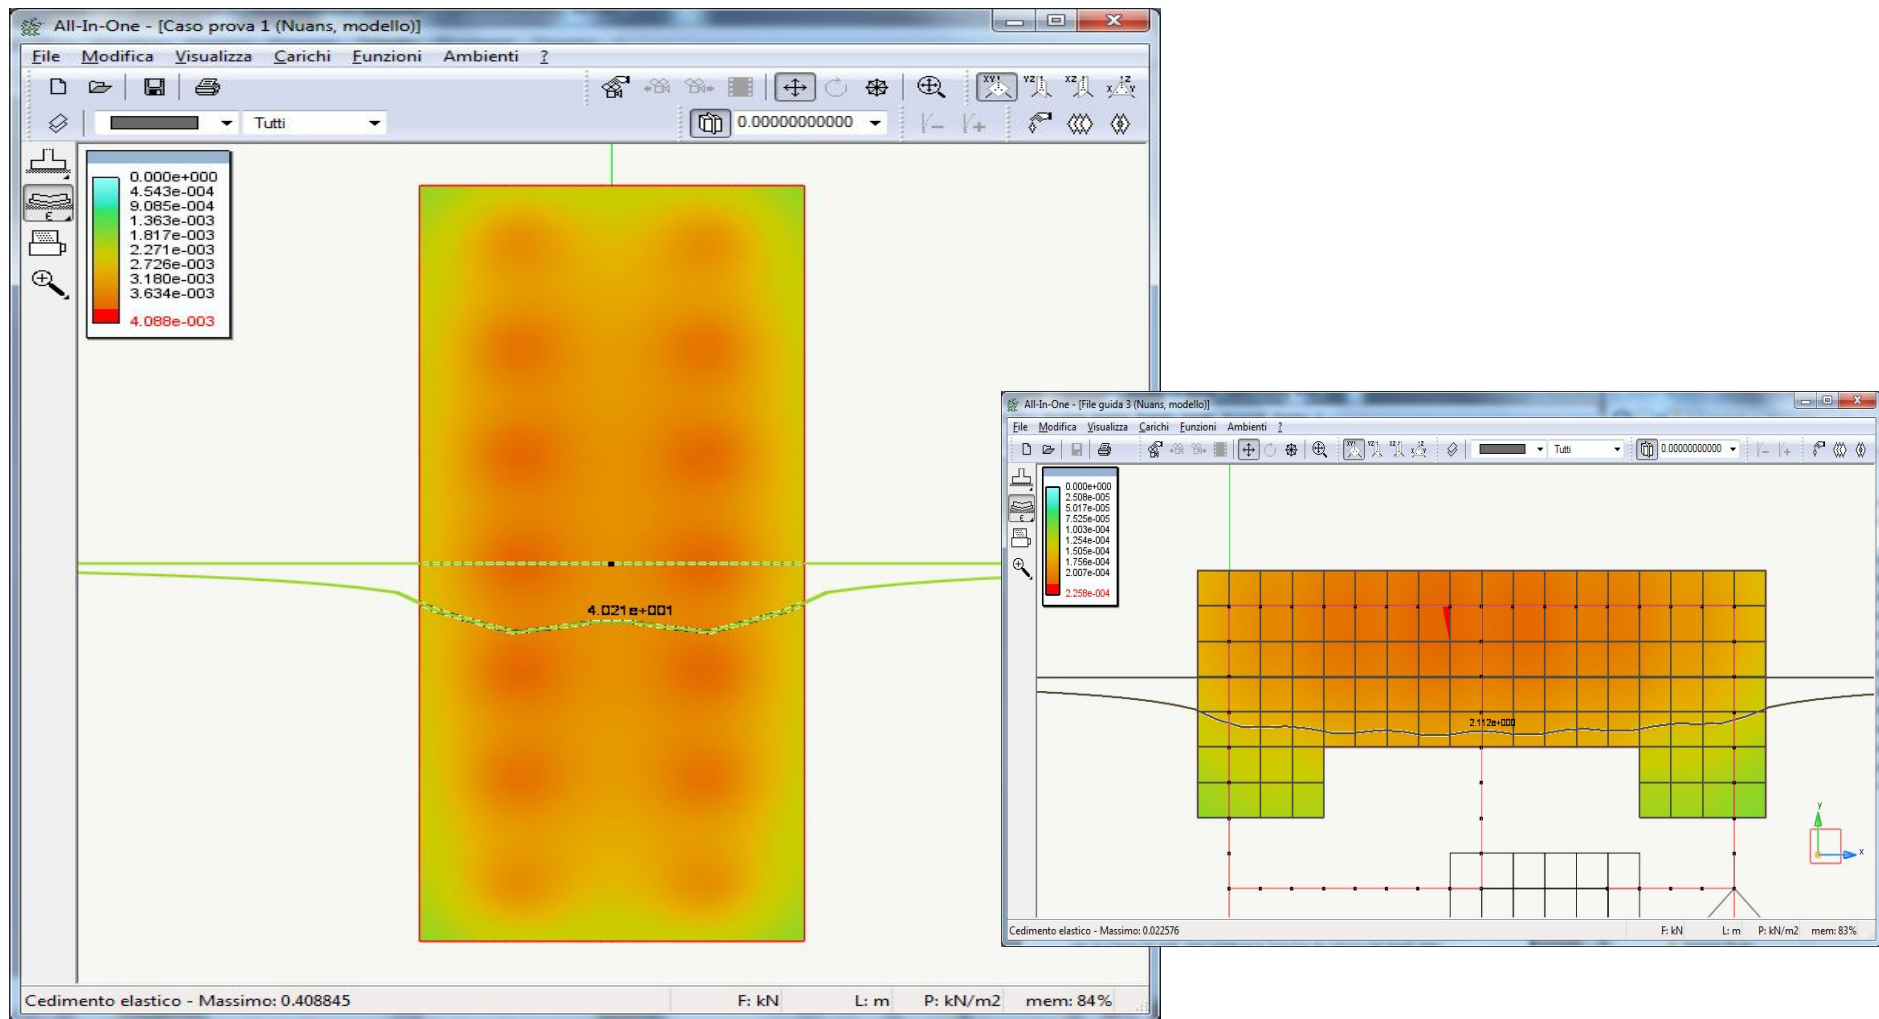 All-In-One - [Caso prova 1 (Nuans, modello)]
File Modifica Visualizza Carichi Funzioni Ambienti ?
XY YZ XZ Z X Y
Tutti 0.00000000000
0.000e+000
4.543e-004
9.085e-004
1.363e-003
1.817e-003
2.271e-003
2.726e-003
3.180e-003
3.634e-003
4.088e-003
4.021e+001
Cedimento elastico - Massimo: 0.408845 F: kN L: m P: kN/m2 mem: 84%
All-In-One - [File guida 3 (Nuans, modello)]
File Modifica Visualizza Carichi Funzioni Ambienti ?
Tutti 0.00000000000
0.000e+000
2.508e-005
5.017e-005
7.525e-005
1.003e-004
1.254e-004
1.505e-004
1.756e-004
2.007e-004
2.258e-004
2.112e+000
y
x
Cedimento elastico - Massimo: 0.022576 F: kN L: m P: kN/m2 mem: 83%